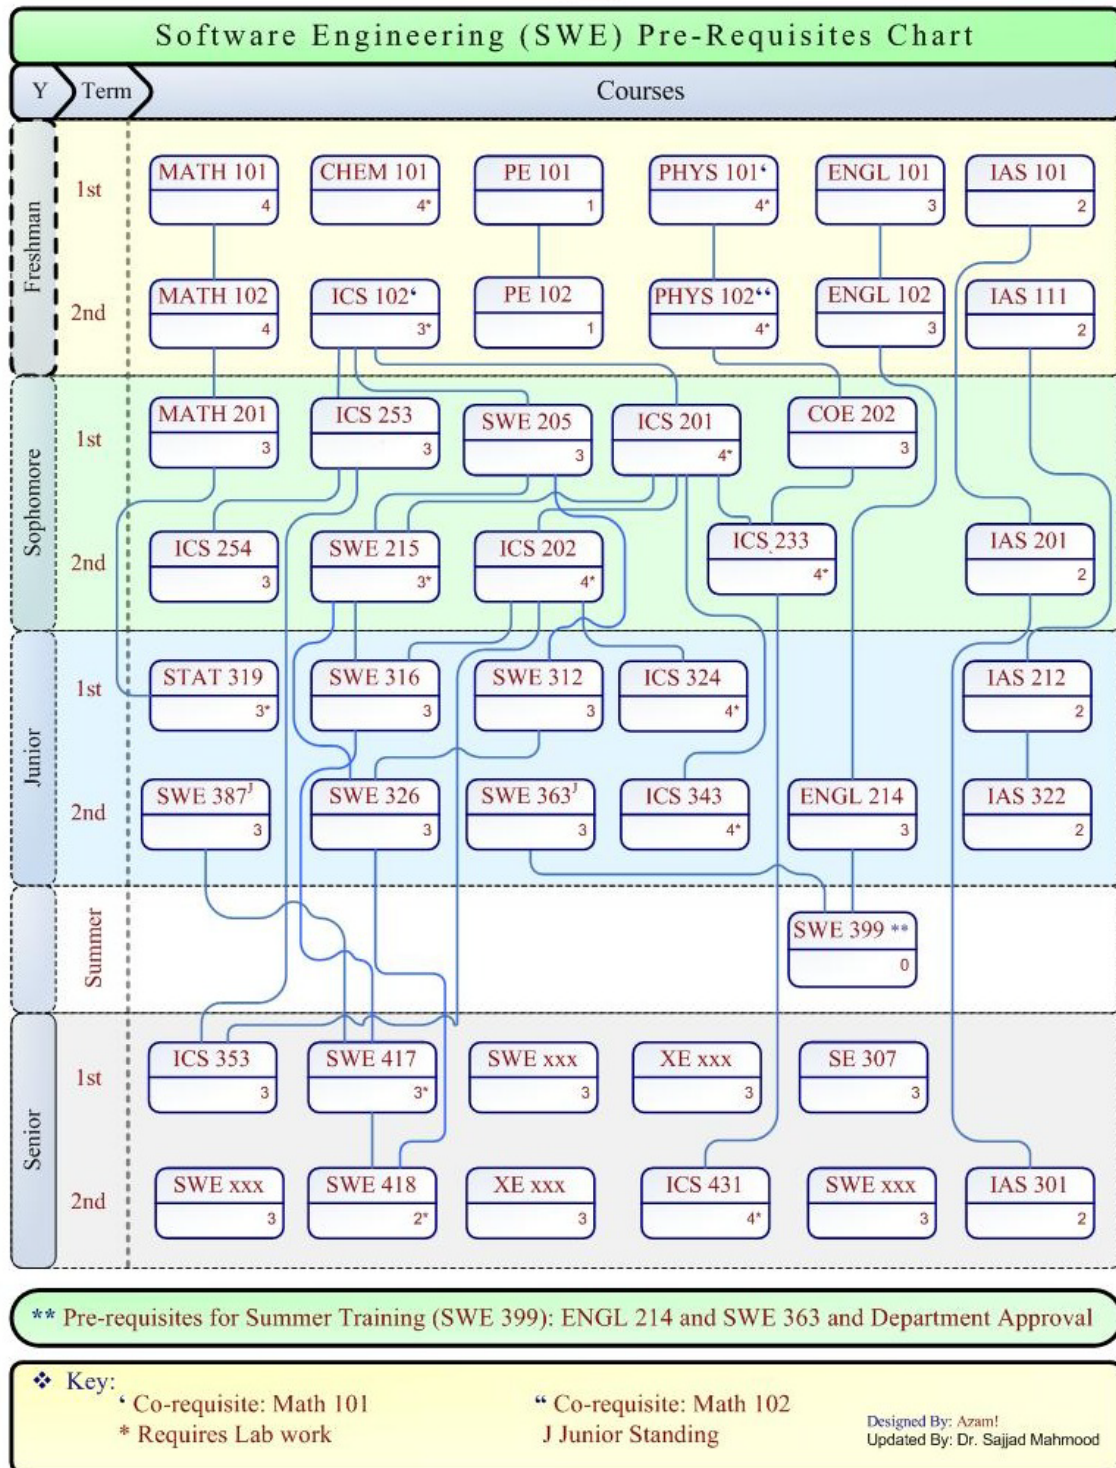 Software Engineering (SWE) Pre-Requisites Chart
Y Term Courses
Freshman
1st
MATH 101 CHEM 101 PE 101 PHYS 101‘ ENGL 101 IAS 101
4 4* 1 4* 3 2
2nd
MATH 102 ICS 102‘ PE 102 PHYS 102“ ENGL 102 IAS 111
4 3* 1 4* 3 2
Sophomore
1st
MATH 201 ICS 253 SWE 205 ICS 201 COE 202
3 3 3 4* 3
2nd
ICS 254 SWE 215 ICS 202 ICS 233 IAS 201
3 3* 4* 4* 2
Junior
1st
STAT 319 SWE 316 SWE 312 ICS 324 IAS 212
3* 3 3 4* 2
2nd
SWE 387J SWE 326 SWE 363J ICS 343 ENGL 214 IAS 322
3 3 3 4* 3 2
Summer
SWE 399 **
0
Senior
1st
ICS 353 SWE 417 SWE xxx XE xxx SE 307
3 3* 3 3 3
2nd
SWE xxx SWE 418 XE xxx ICS 431 SWE xxx IAS 301
3 2* 3 4* 3 2
** Pre-requisites for Summer Training (SWE 399): ENGL 214 and SWE 363 and Department Approval
❖ Key:
‘ Co-requisite: Math 101 “ Co-requisite: Math 102
* Requires Lab work J Junior Standing
Designed By: Azam!
Updated By: Dr. Sajjad Mahmood